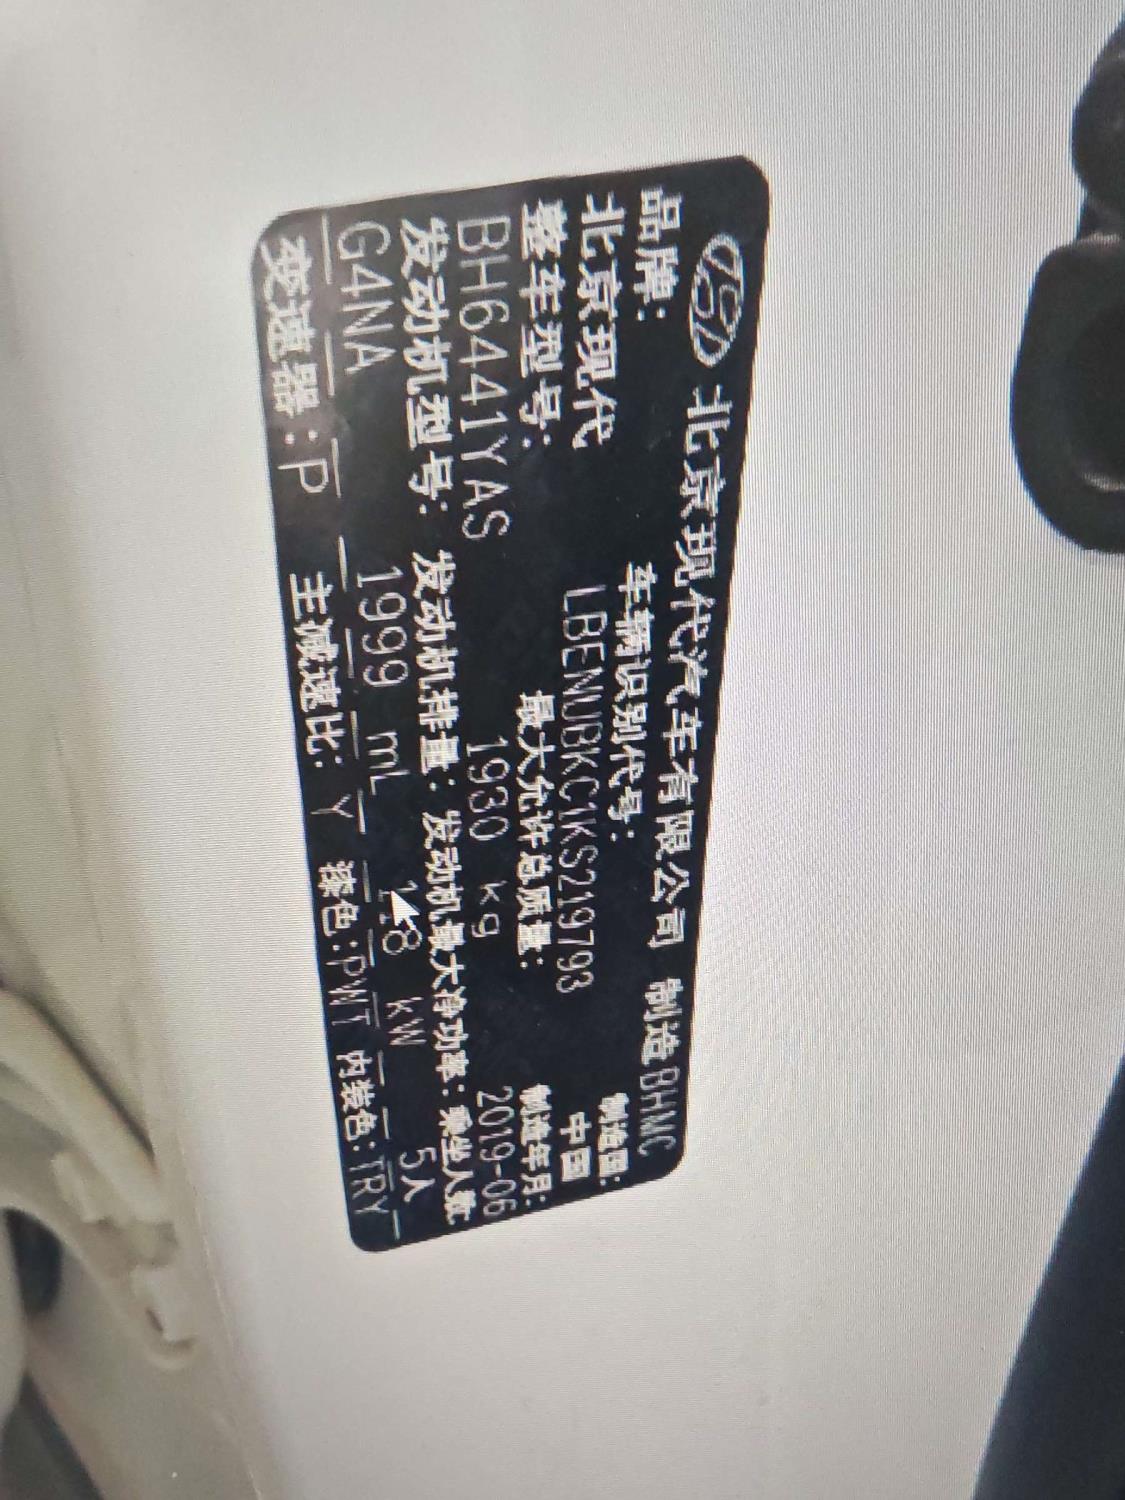 北京现代汽车有限公司 制造 BHMC
品牌: 车辆识别代号: 制造国:
北京现代 LBENUBKC1KS219793 中国
整车型号: 最大允许总质量: 制造年月:
BH6441YAS 1930 kg 2019-06
发动机型号: 发动机排量: 发动机最大净功率: 乘坐人数
G4NA 1999 mL 118 kW 5人
变速器:P 主减速比: Y 漆色:PWT 内装色:TRY